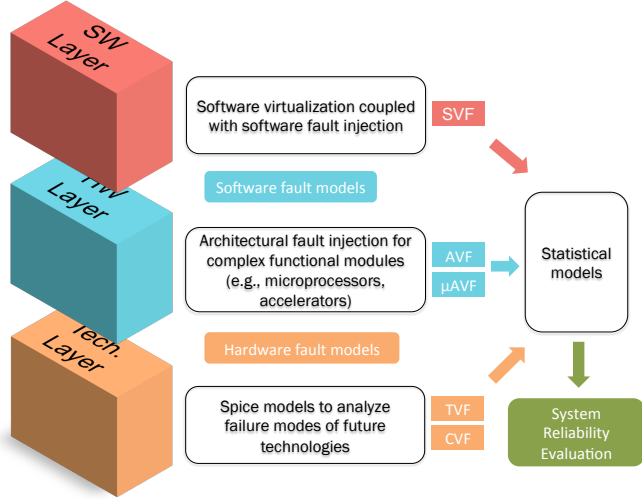 SW
Layer
Software virtualization coupled
with software fault injection
SVF
Software fault models
HW
Layer
Architectural fault injection for
complex functional modules
(e.g., microprocessors,
accelerators)
AVF
μAVF
Statistical
models
Hardware fault models
Tech.
Layer
Spice models to analyze
failure modes of future
technologies
TVF
CVF
System
Reliability
Evaluation